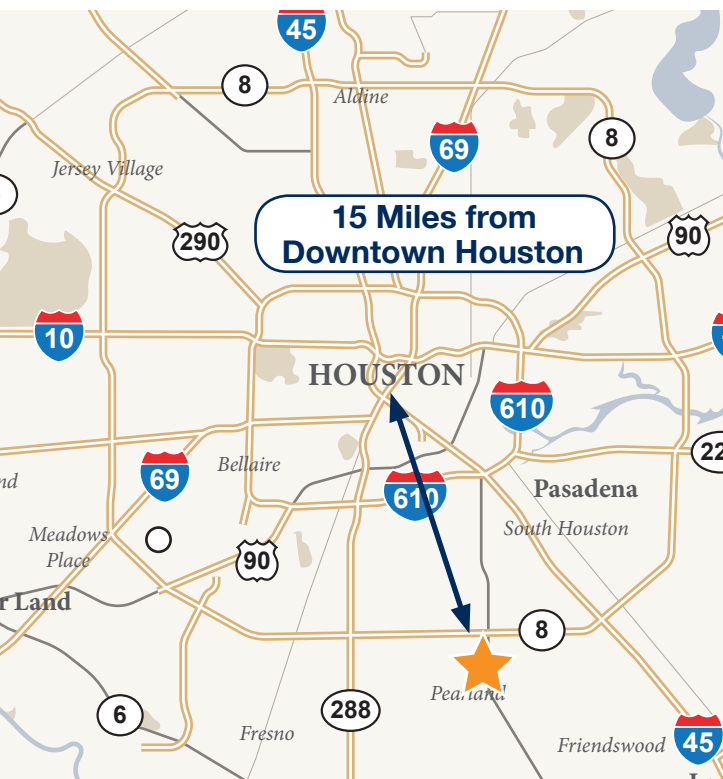 45
8
Aldine
69
8
Jersey Village
15 Miles from
Downtown Houston
290
90
10
HOUSTON
610
22
Bellaire
69
610
Pasadena
South Houston
Meadows
Place
90
r Land
8
Pearland
6
288
Fresno
Friendswood
45